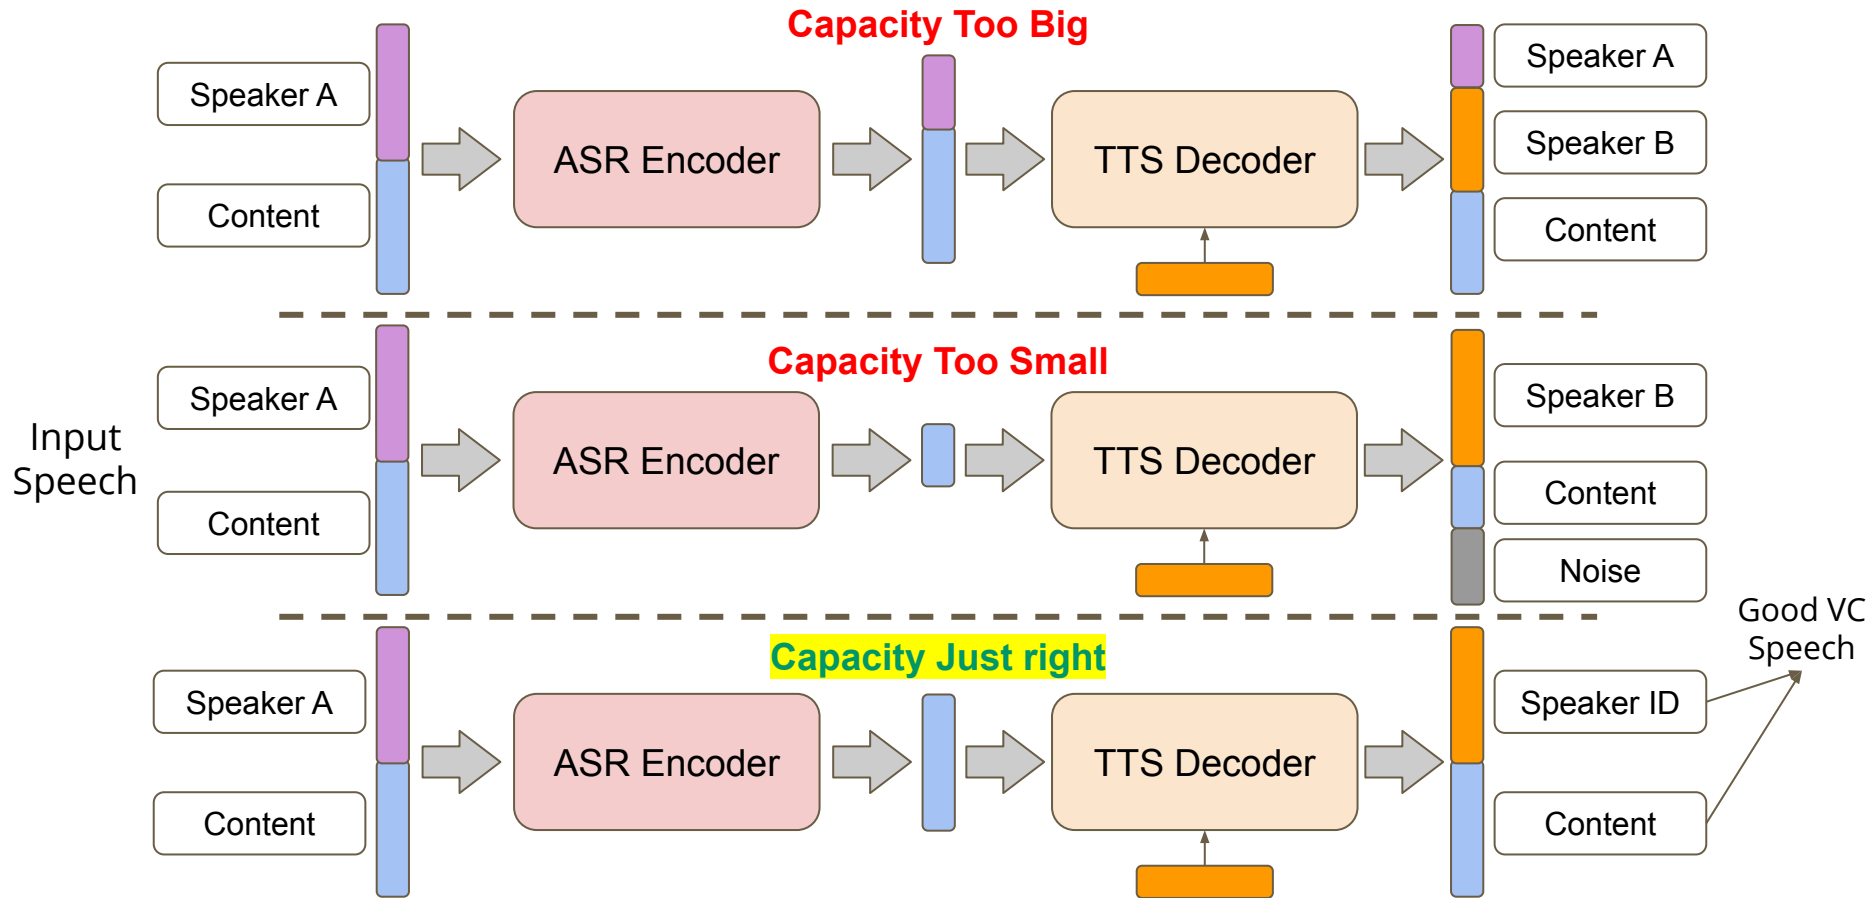 Capacity Too Big
Speaker A
Content
ASR Encoder
TTS Decoder
Speaker A
Speaker B
Content
Capacity Too Small
Input
Speech
Speaker A
Content
ASR Encoder
TTS Decoder
Speaker B
Content
Noise
Capacity Just right
Speaker A
Content
ASR Encoder
TTS Decoder
Speaker ID
Content
Good VC
Speech